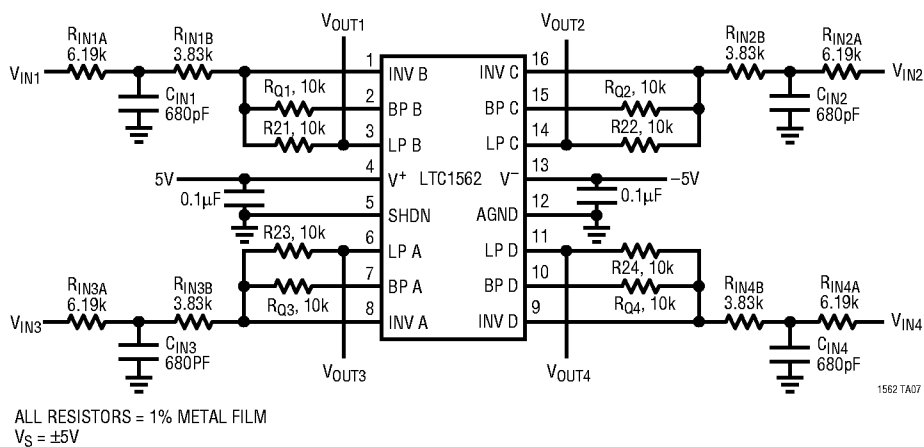 VOUT1 VOUT2
RIN1A
6.19k
RIN1B
3.83k
VIN1
CIN1
680pF
RQ1, 10k
R21, 10k
5V
0.1µF
1 INV B
2 BP B
3 LP B
4 V+
5 SHDN
6 LP A
7 BP A
8 INV A
LTC1562
16 INV C
15 BP C
14 LP C
13 V–
12 AGND
11 LP D
10 BP D
9 INV D
RIN2B
3.83k
RIN2A
6.19k
VIN2
CIN2
680pF
RQ2, 10k
R22, 10k
–5V
0.1µF
R23, 10k
RQ3, 10k
RIN3A
6.19k
RIN3B
3.83k
VIN3
CIN3
680PF
R24, 10k
RQ4, 10k
RIN4B
3.83k
RIN4A
6.19k
VIN4
CIN4
680pF
VOUT3 VOUT4
1562 TA07
ALL RESISTORS = 1% METAL FILM
VS = ±5V